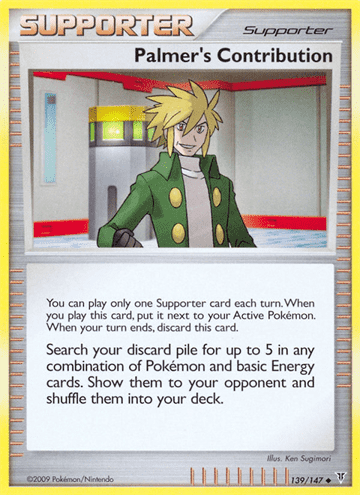 SUPPORTER Supporter
Palmer's Contribution
You can play only one Supporter card each turn. When
you play this card, put it next to your Active Pokémon.
When your turn ends, discard this card.
Search your discard pile for up to 5 in any
combination of Pokémon and basic Energy
cards. Show them to your opponent and
shuffle them into your deck.
Illus. Ken Sugimori
©2009 Pokémon/Nintendo 139/147